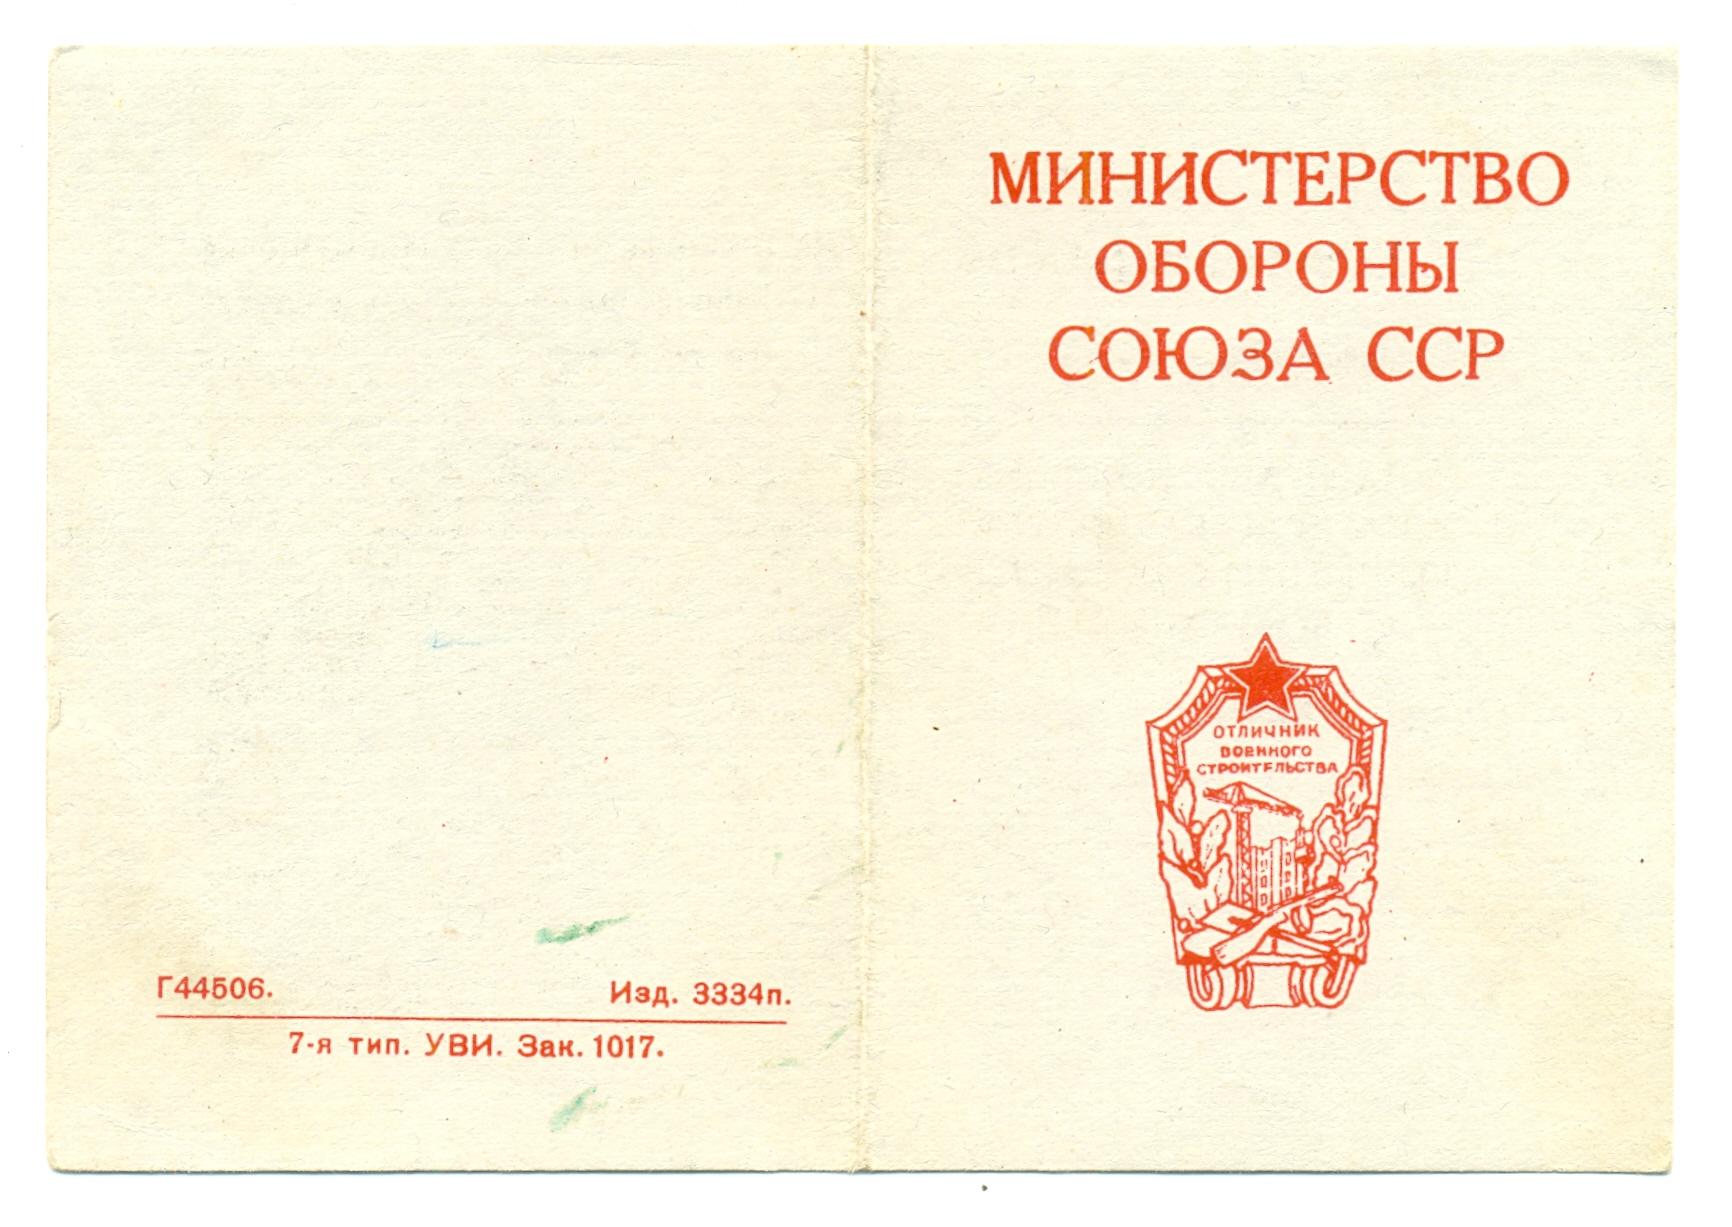 МИНИСТЕРСТВО
ОБОРОНЫ
СОЮЗА ССР
ОТЛИЧНИК
ВОЕННОГО
СТРОИТЕЛЬСТВА
Г44506. Изд. 3334п.
7-я тип. УВИ. Зак. 1017.